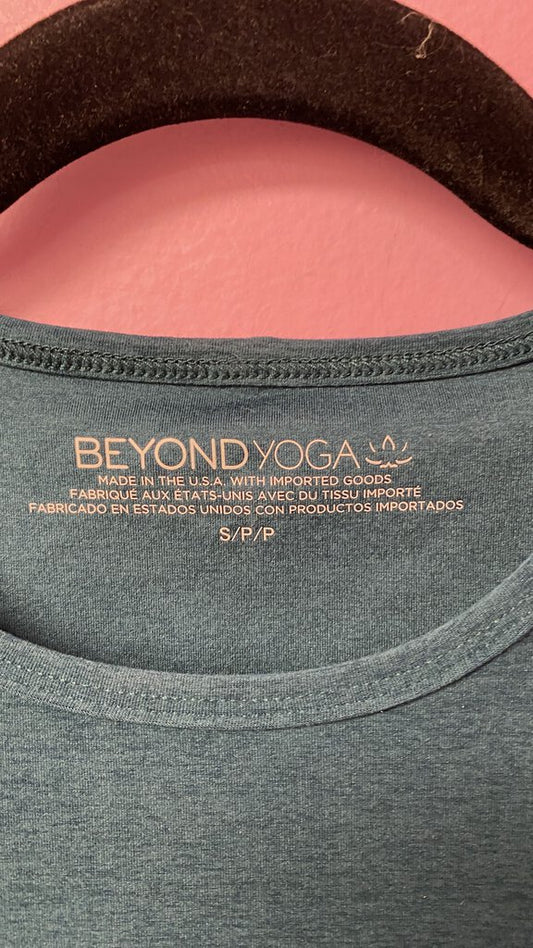 BEYOND YOGA
MADE IN THE U.S.A. WITH IMPORTED GOODS
FABRIQUÉ AUX ÉTATS-UNIS AVEC DU TISSU IMPORTÉ
FABRICADO EN ESTADOS UNIDOS CON PRODUCTOS IMPORTADOS
S/P/P